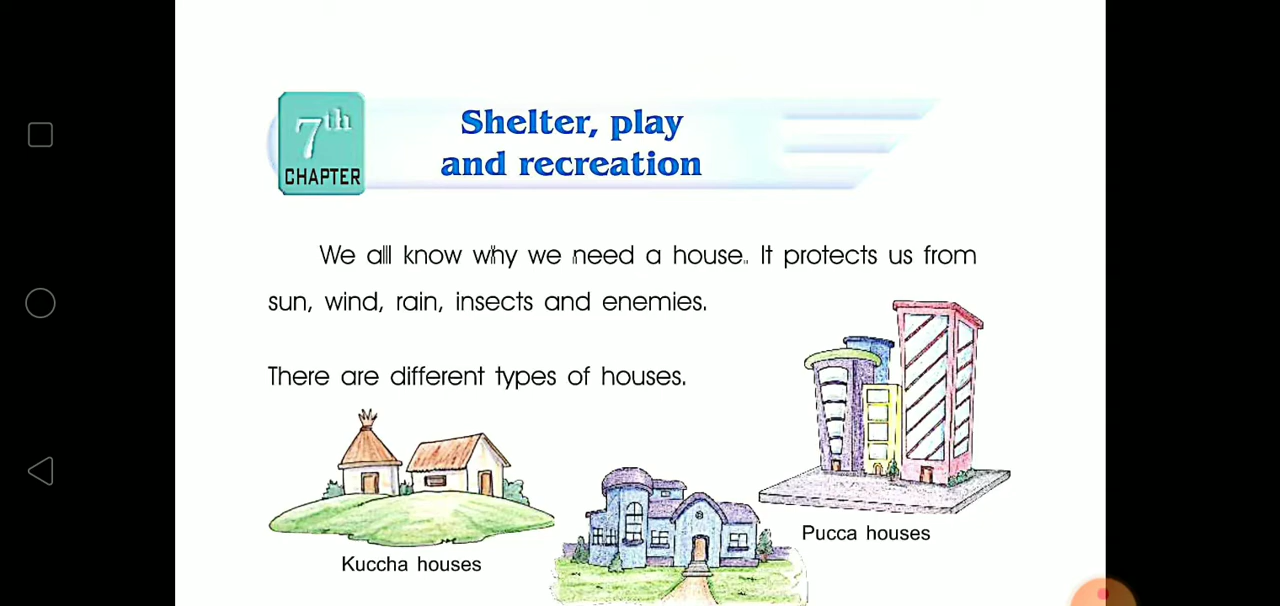 7th
CHAPTER
Shelter, play
and recreation
We all know why we need a house. It protects us from
sun, wind, rain, insects and enemies.
There are different types of houses.
Pucca houses
Kuccha houses